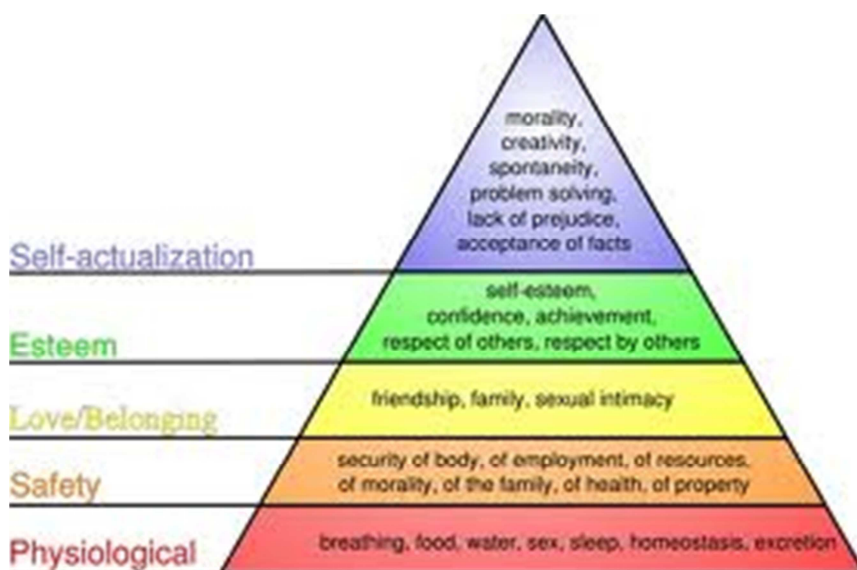 morality,
creativity,
spontaneity,
problem solving,
lack of prejudice,
acceptance of facts
Self-actualization
self-esteem,
confidence, achievement,
respect of others, respect by others
Esteem
friendship, family, sexual intimacy
Love/Belonging
security of body, of employment, of resources,
of morality, of the family, of health, of property
Safety
breathing, food, water, sex, sleep, homeostasis, excretion
Physiological